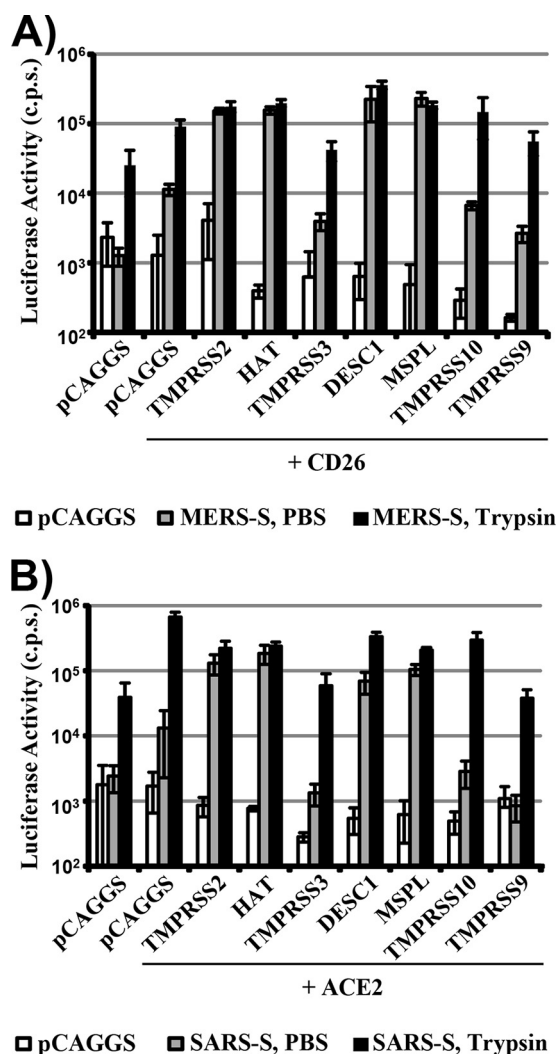 A)
Luciferase Activity (c.p.s.)
10⁶
10⁵
10⁴
10³
10²
pCAGGS
pCAGGS
TMPRSS2
HAT
TMPRSS3
DESC1
MSPL
TMPRSS10
TMPRSS9
+ CD26
pCAGGS MERS-S, PBS MERS-S, Trypsin
B)
Luciferase Activity (c.p.s.)
10⁶
10⁵
10⁴
10³
10²
pCAGGS
pCAGGS
TMPRSS2
HAT
TMPRSS3
DESC1
MSPL
TMPRSS10
TMPRSS9
+ ACE2
pCAGGS SARS-S, PBS SARS-S, Trypsin